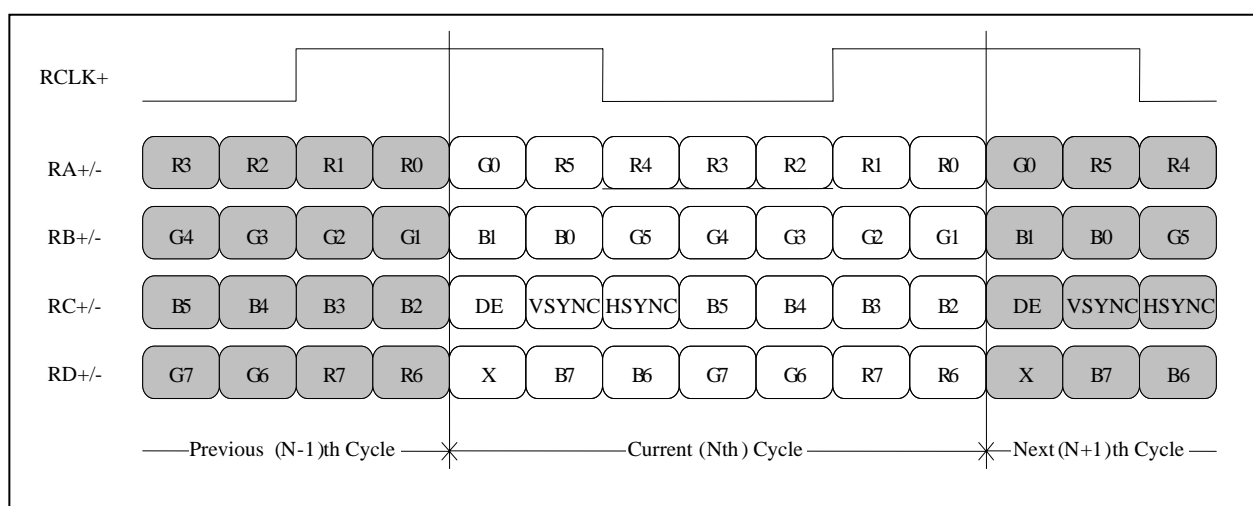 RCLK+
RA+/- R3 R2 R1 R0 G0 R5 R4 R3 R2 R1 R0 G0 R5 R4
RB+/- G4 G3 G2 G1 B1 B0 G5 G4 G3 G2 G1 B1 B0 G5
RC+/- B5 B4 B3 B2 DE VSYNC HSYNC B5 B4 B3 B2 DE VSYNC HSYNC
RD+/- G7 G6 R7 R6 X B7 B6 G7 G6 R7 R6 X B7 B6
Previous (N-1)th Cycle Current (Nth) Cycle Next (N+1)th Cycle